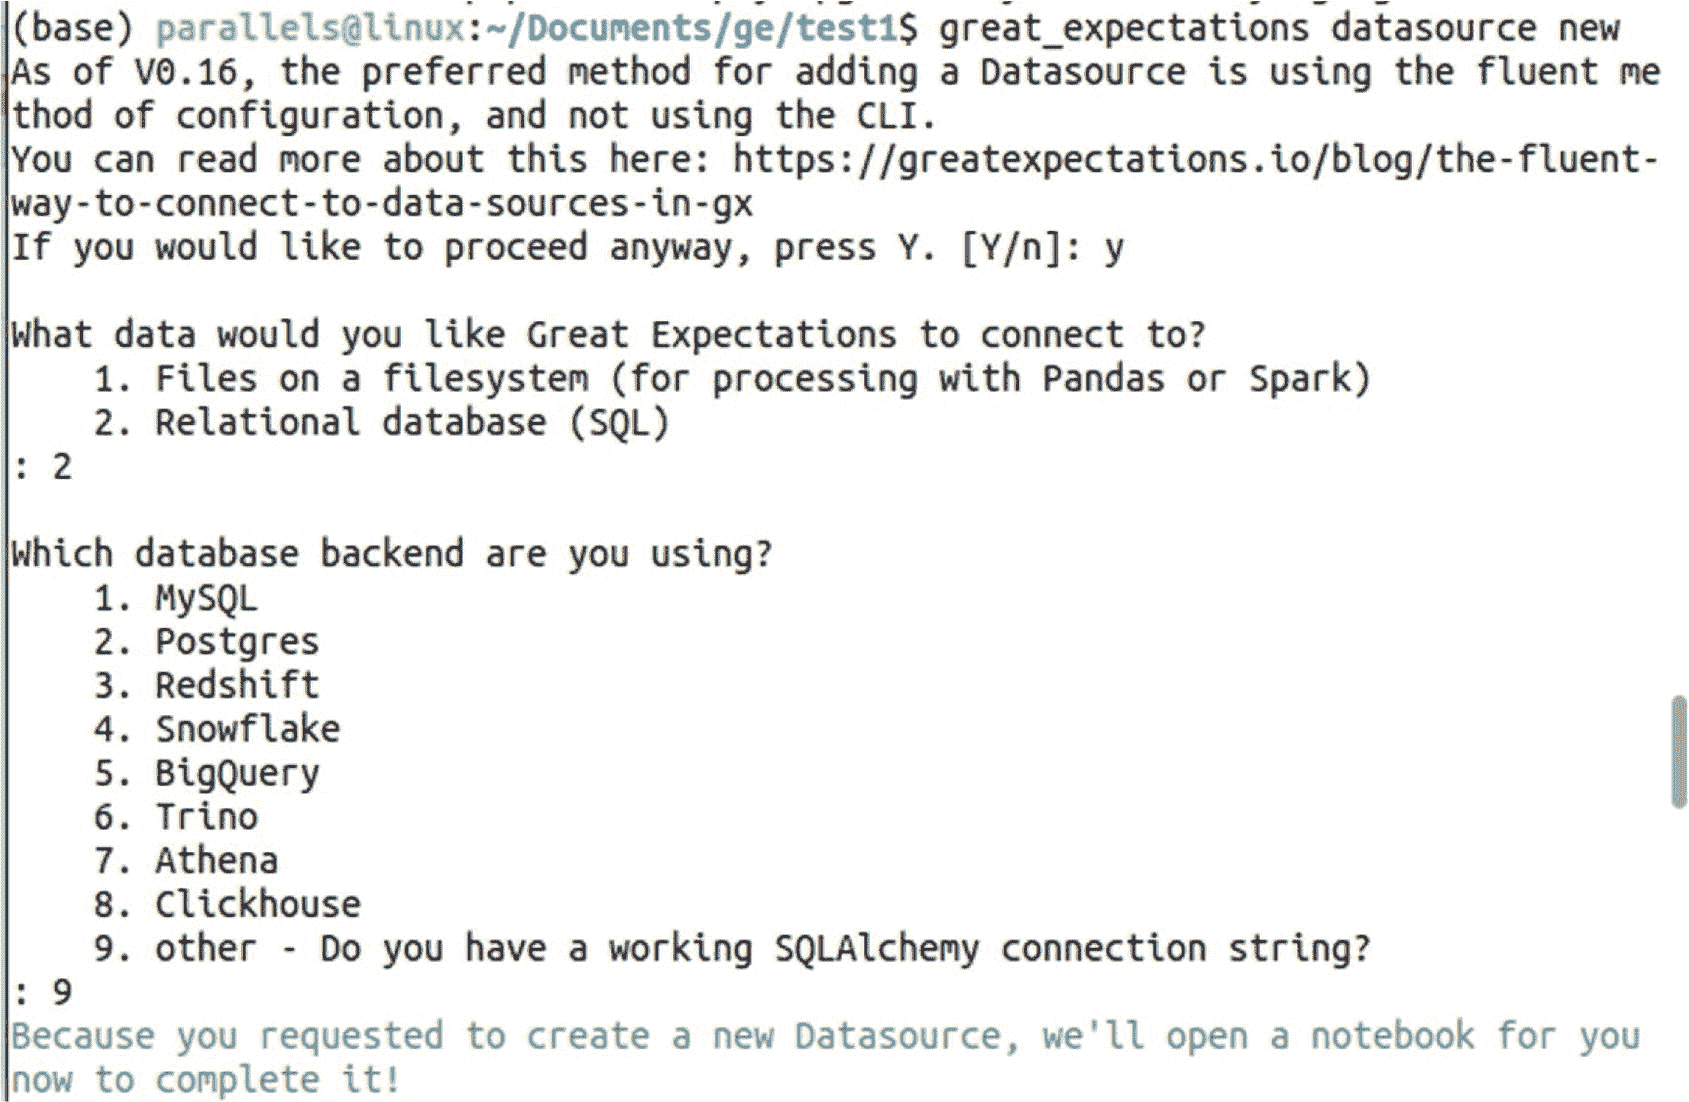 (base) parallels@linux:~/Documents/ge/test1$ great_expectations datasource new
As of V0.16, the preferred method for adding a Datasource is using the fluent me
thod of configuration, and not using the CLI.
You can read more about this here: https://greatexpectations.io/blog/the-fluent-
way-to-connect-to-data-sources-in-gx
If you would like to proceed anyway, press Y. [Y/n]: y
What data would you like Great Expectations to connect to?
1. Files on a filesystem (for processing with Pandas or Spark)
2. Relational database (SQL)
: 2
Which database backend are you using?
1. MySQL
2. Postgres
3. Redshift
4. Snowflake
5. BigQuery
6. Trino
7. Athena
8. Clickhouse
9. other - Do you have a working SQLAlchemy connection string?
: 9
Because you requested to create a new Datasource, we'll open a notebook for you
now to complete it!